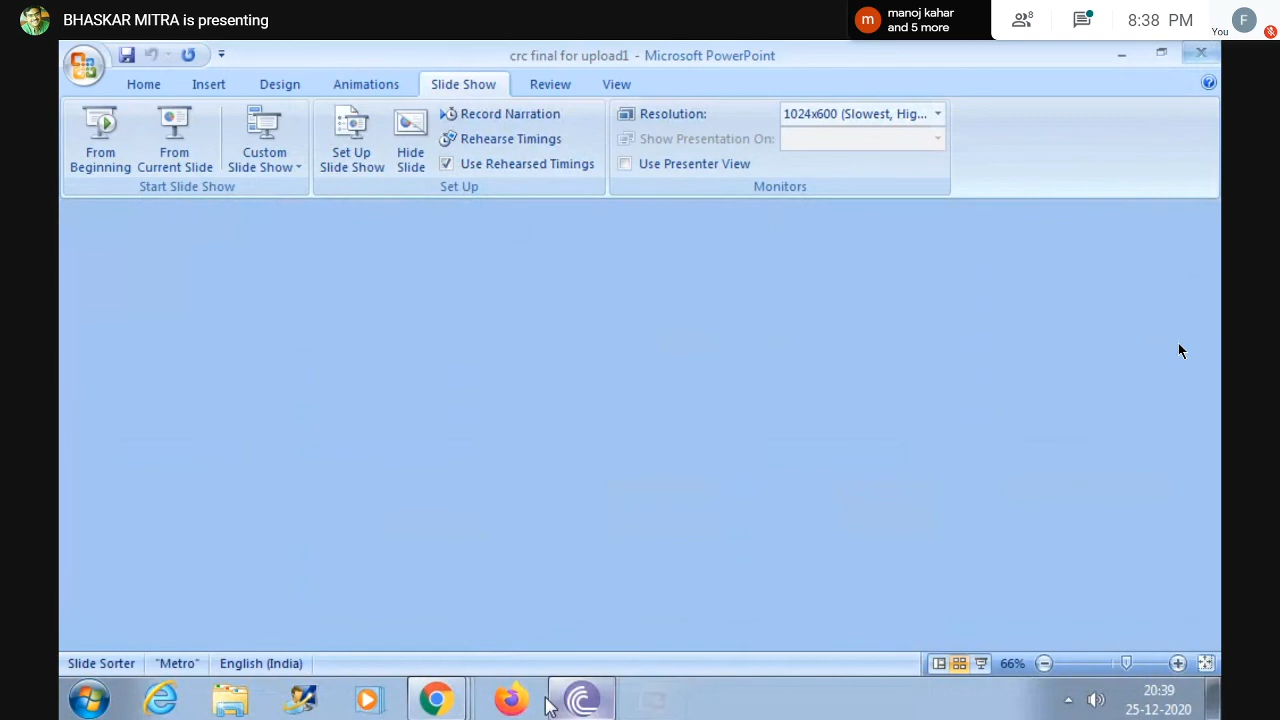 BHASKAR MITRA is presenting
manoj kahar
and 5 more
8
8:38 PM
F
You
m
crc final for upload1 - Microsoft PowerPoint
Home Insert Design Animations Slide Show Review View
From Beginning
From Current Slide
Custom Slide Show
Start Slide Show
Set Up Slide Show
Hide Slide
Record Narration
Rehearse Timings
Use Rehearsed Timings
Set Up
Resolution: 1024x600 (Slowest, Hig...
Show Presentation On:
Use Presenter View
Monitors
Slide Sorter "Metro" English (India) 66%
20:39
25-12-2020